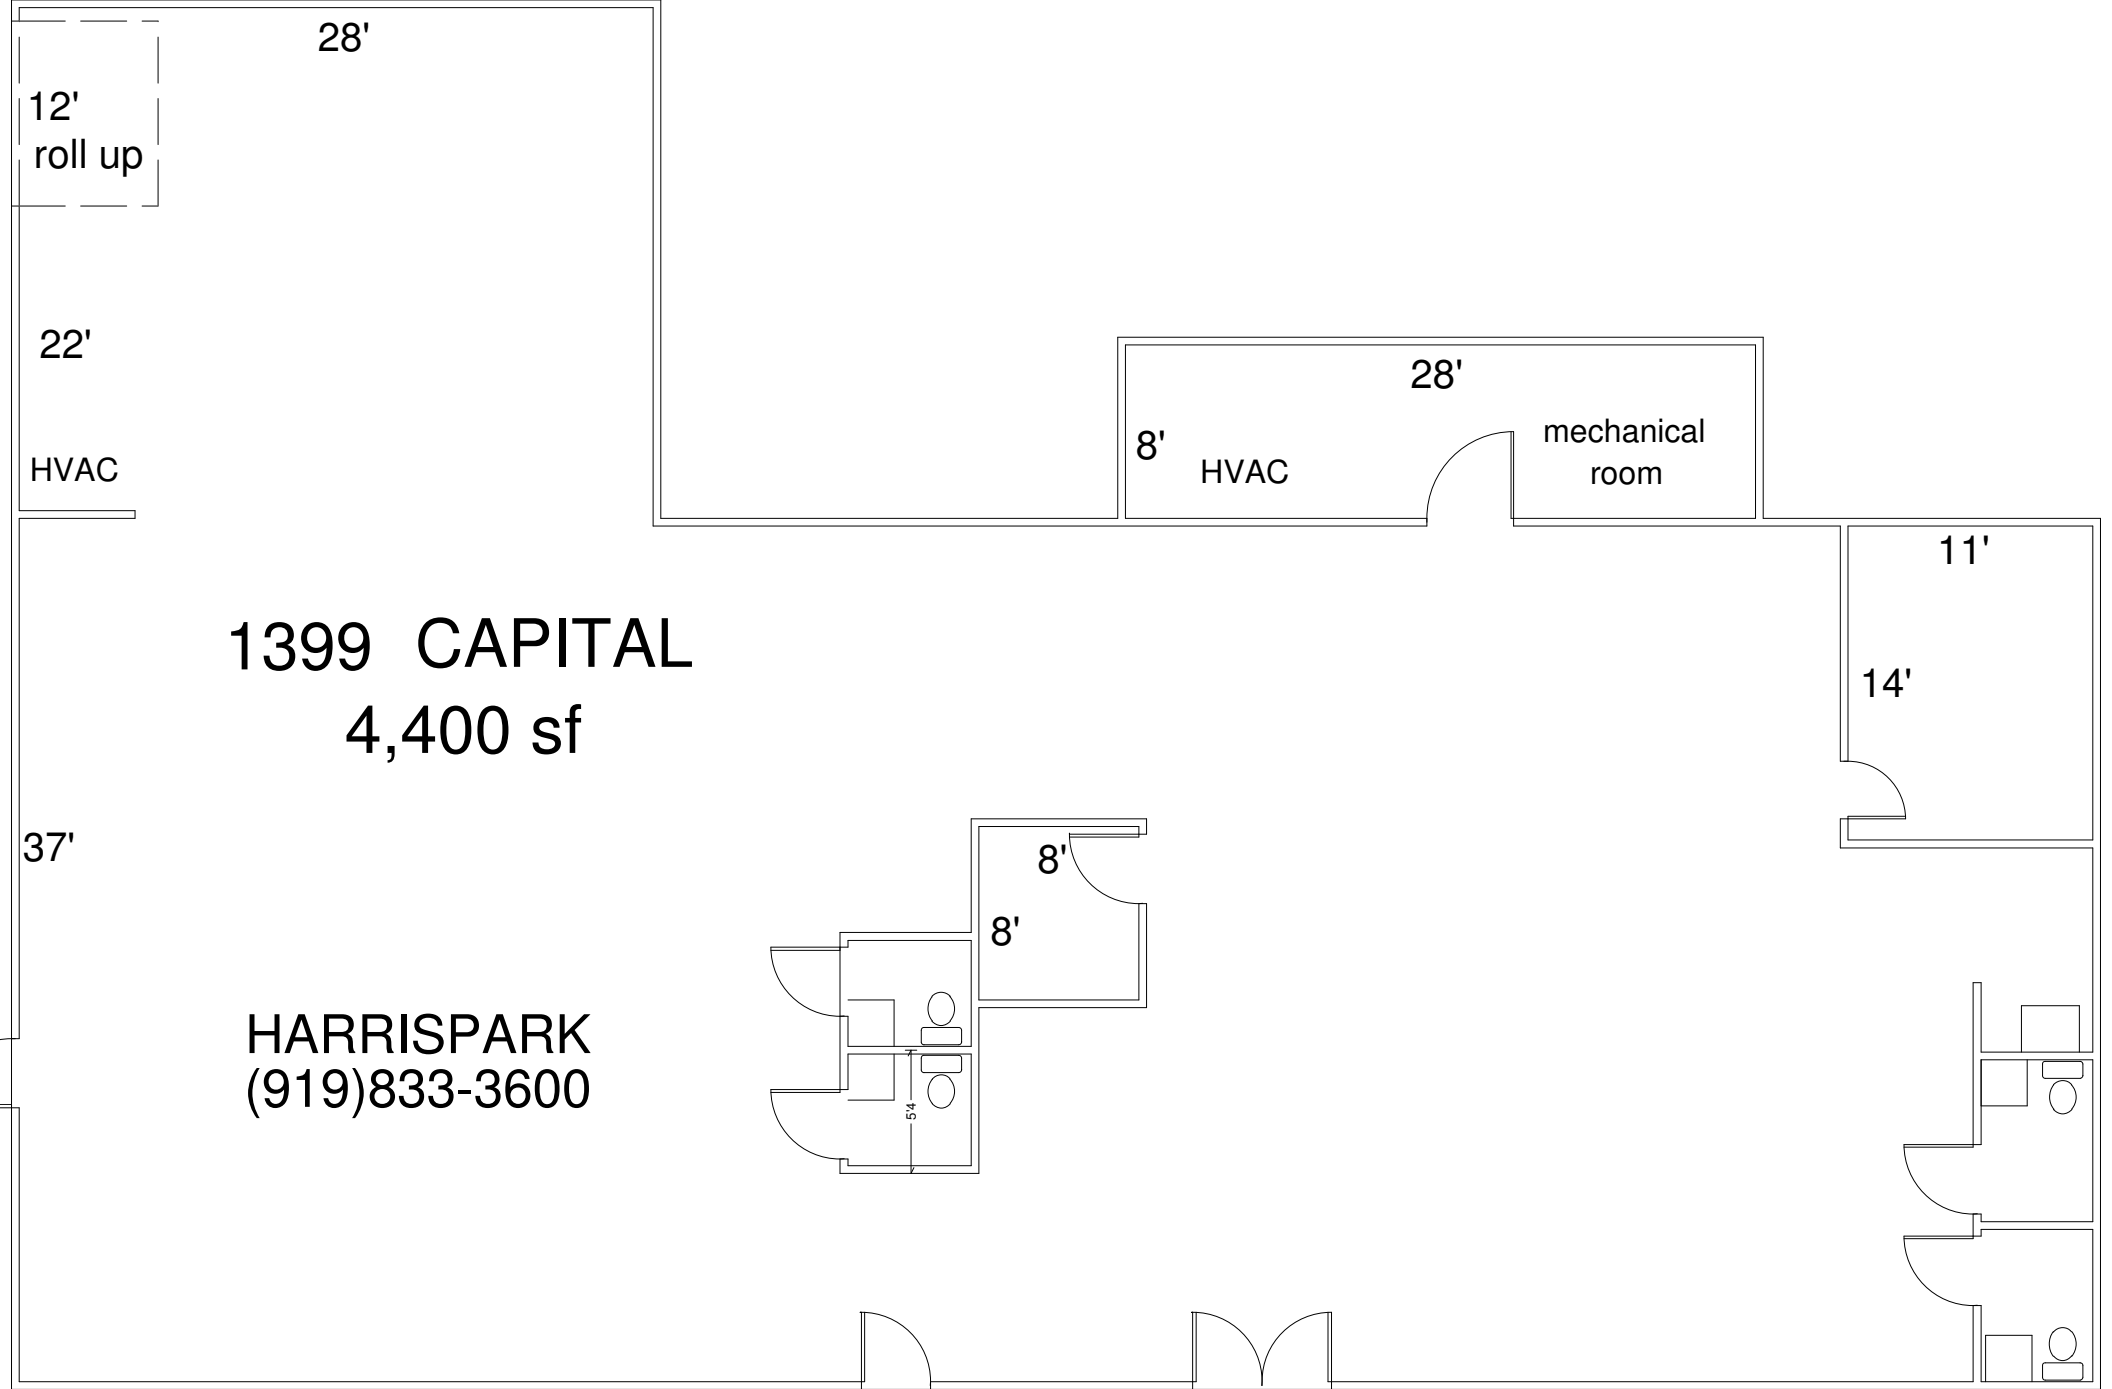 28'
12'
roll up
22'
28'
8'
mechanical
room
HVAC
HVAC
11'
14'
1399 CAPITAL
4,400 sf
37'
8'
8'
HARRISPARK
(919)833-3600
5'4